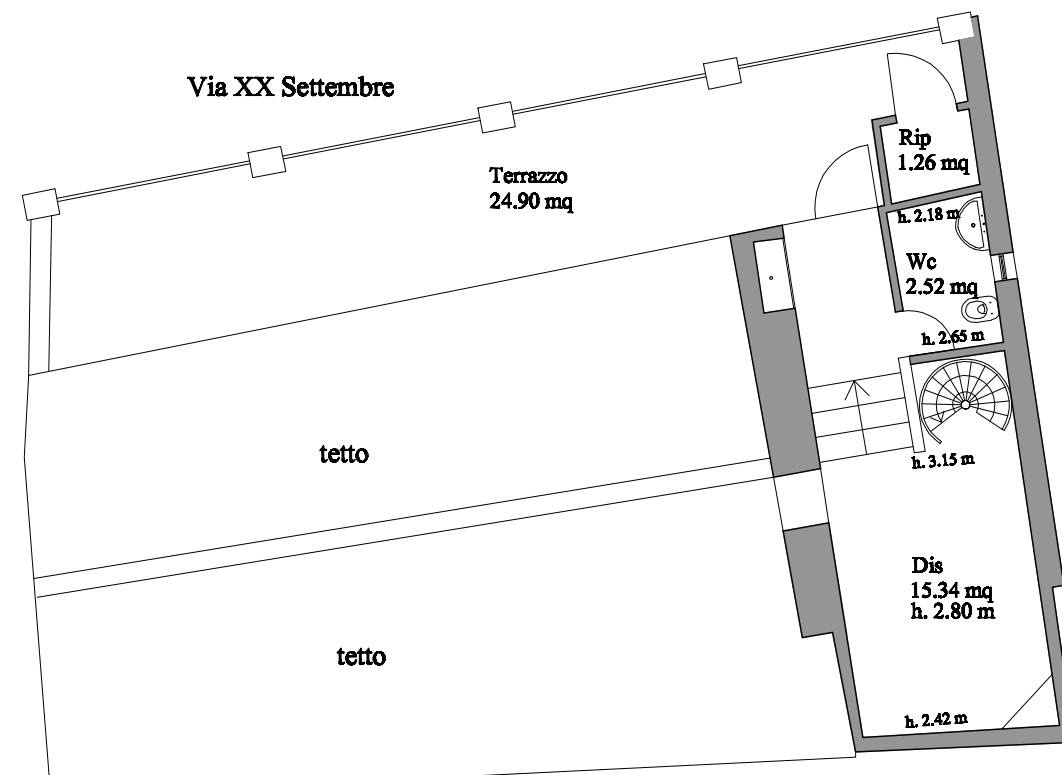 Via XX Settembre
Rip
1.26 mq
Terrazzo
24.90 mq
h. 2.18 m
Wc
2.52 mq
h. 2.65 m
tetto
h. 3.15 m
Dis
15.34 mq
h. 2.80 m
tetto
h. 2.42 m